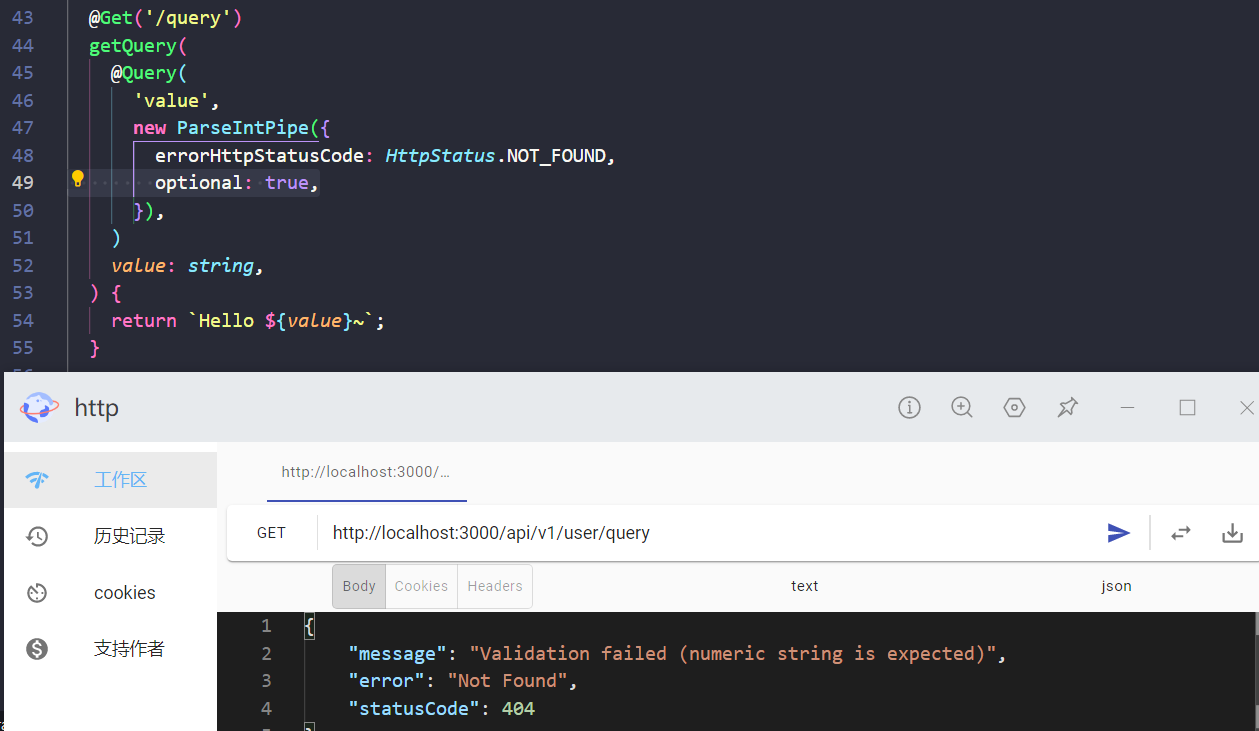 43 @Get('/query')
44 getQuery(
45 @Query(
46 'value',
47 new ParseIntPipe({
48 errorHttpStatusCode: HttpStatus.NOT_FOUND,
49 optional: true,
50 }),
51 )
52 value: string,
53 ) {
54 return `Hello ${value}~`;
55 }
http
工作区
http://localhost:3000/…
历史记录
GET http://localhost:3000/api/v1/user/query
cookies
Body Cookies Headers text json
支持作者
1 {
2 "message": "Validation failed (numeric string is expected)",
3 "error": "Not Found",
4 "statusCode": 404